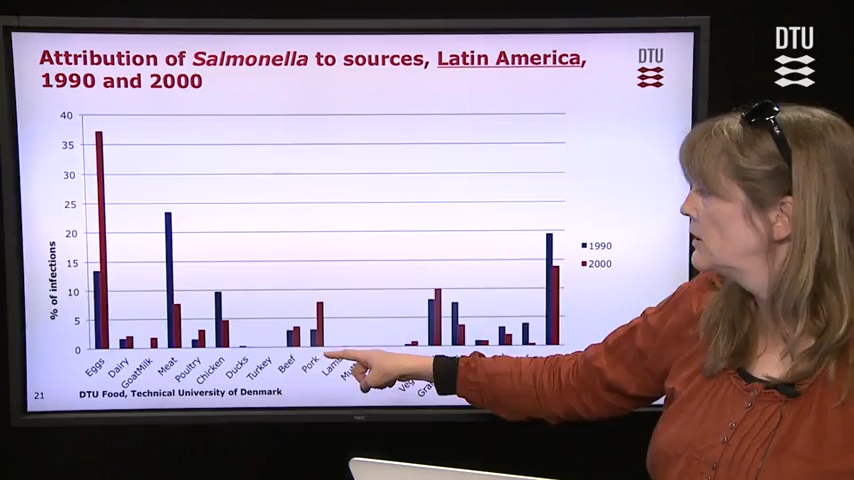 Attribution of Salmonella to sources, Latin America,
1990 and 2000
DTU
DTU
40
35
30
25
20
15
10
5
0
% of infections
Eggs
Dairy
GoatMilk
Meat
Poultry
Chicken
Ducks
Turkey
Beef
Pork
1990
2000
21
DTU Food, Technical University of Denmark